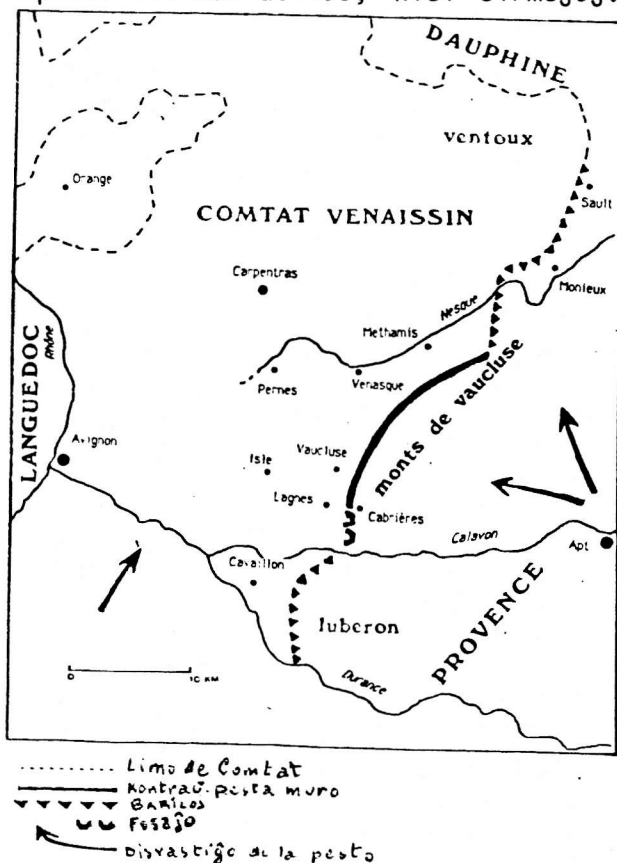 DAUPHINE
ventoux
Orange
Sault
COMTAT VENAISSIN
Carpentras
Monieux
Nesque
Methamis
LANGUEDOC
Rhône
Pernes
Venasque
monts de vaucluse
Avignon
Isle
Vaucluse
Lagnes
Cabrières
Calavon
Apt
Cavaillon
PROVENCE
luberon
0 10 KM
Durance
Limo de Comtat
Kontraŭ-pesta muro
BARILOS
FOSAĴO
Disvastiĝo de la pesto